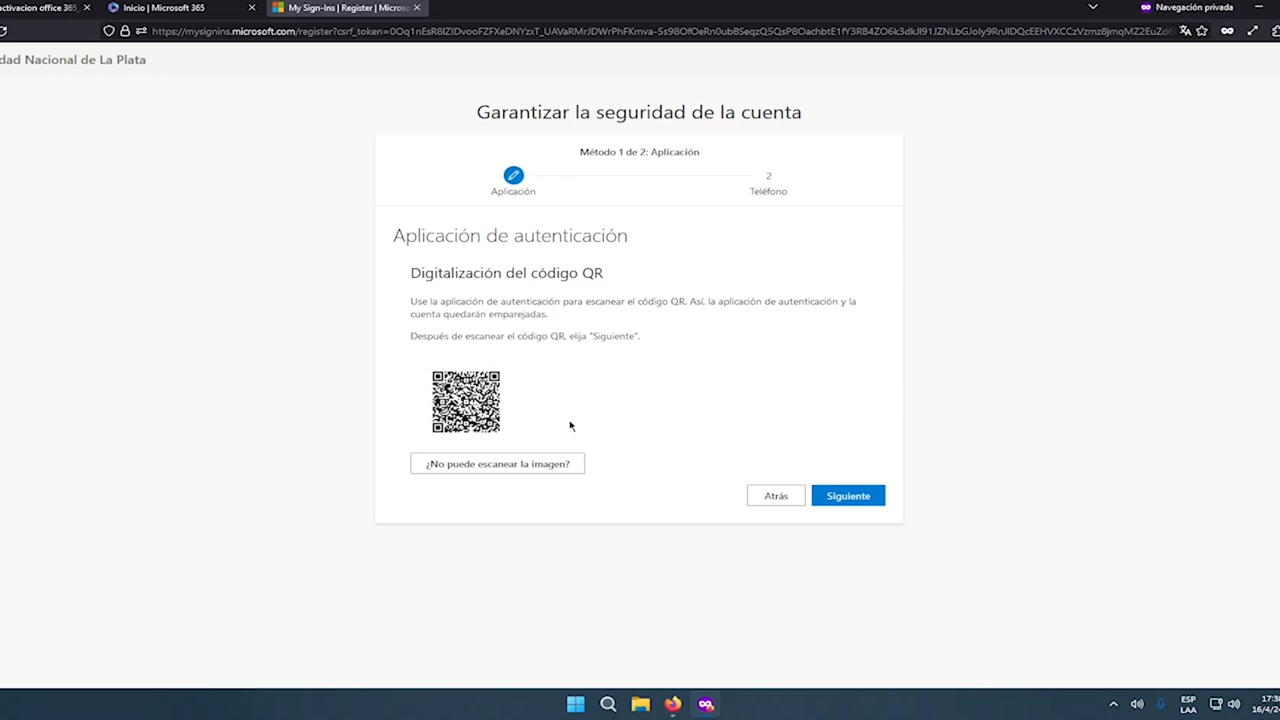 activacion office 365
Inicio | Microsoft 365
My Sign-Ins | Register | Microsof
Navegación privada
dad Nacional de La Plata
Garantizar la seguridad de la cuenta
Método 1 de 2: Aplicación
2
Aplicación
Teléfono
Aplicación de autenticación
Digitalización del código QR
Use la aplicación de autenticación para escanear el código QR. Así, la aplicación de autenticación y la
cuenta quedarán emparejadas.
Después de escanear el código QR, elija "Siguiente".
¿No puede escanear la imagen?
Atrás
Siguiente
ESP
LAA